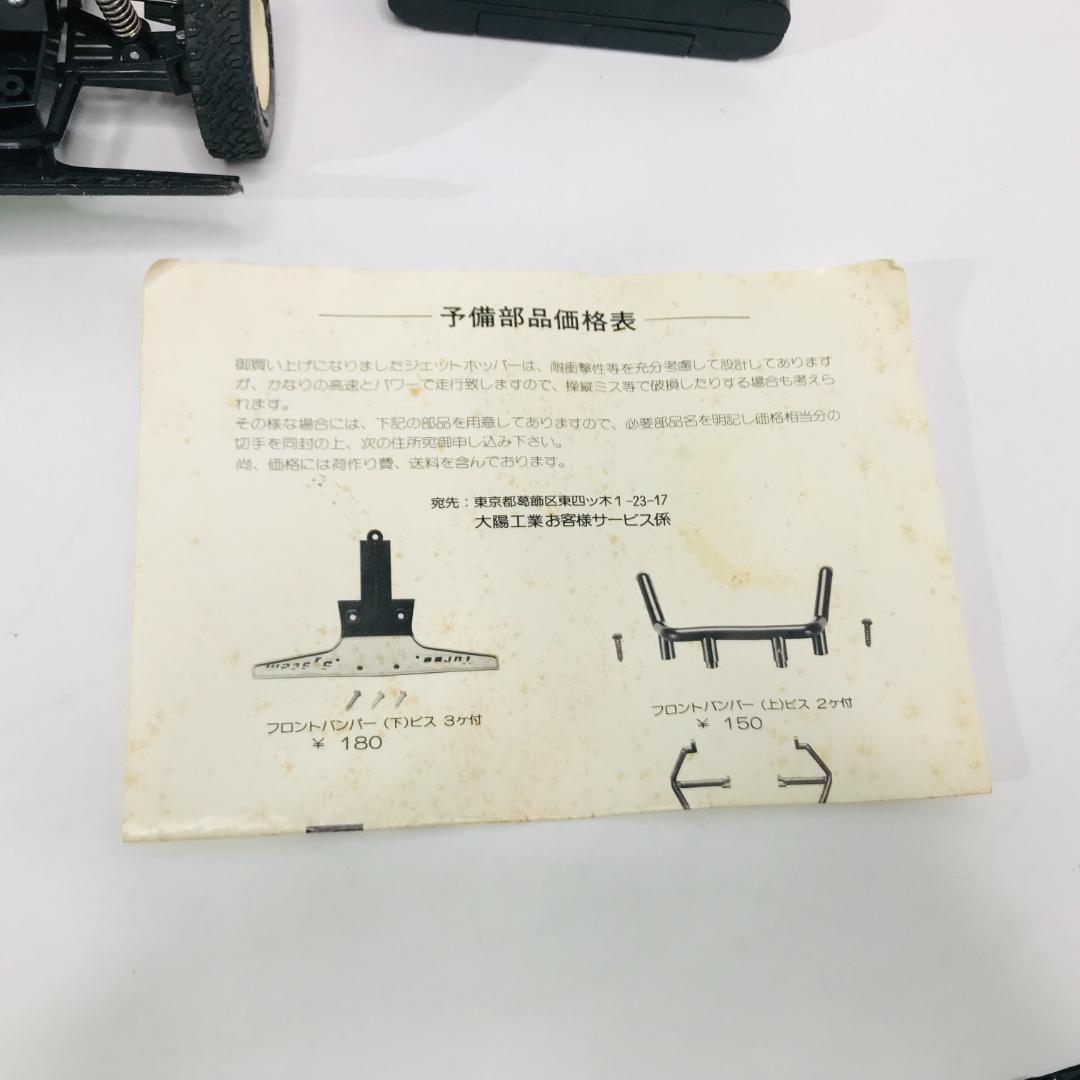 予備部品価格表
御買い上げになりましたジェットホッパーは、耐衝撃性等を充分考慮して設計してあります
が、かなりの高速とパワーで走行致しますので、操縦ミス等で破損したりする場合も考えら
れます。
その様な場合には、下記の部品を用意してありますので、必要部品名を明記し価格相当分の
切手を同封の上、次の住所宛御申し込み下さい。
尚、価格には荷作り費、送料を含んでおります。
宛先：東京都葛飾区東四ツ木1-23-17
大陽工業お客様サービス係
フロントバンパー（下）ビス 3ケ付
¥ 180
フロントバンパー（上）ビス 2ケ付
¥ 150